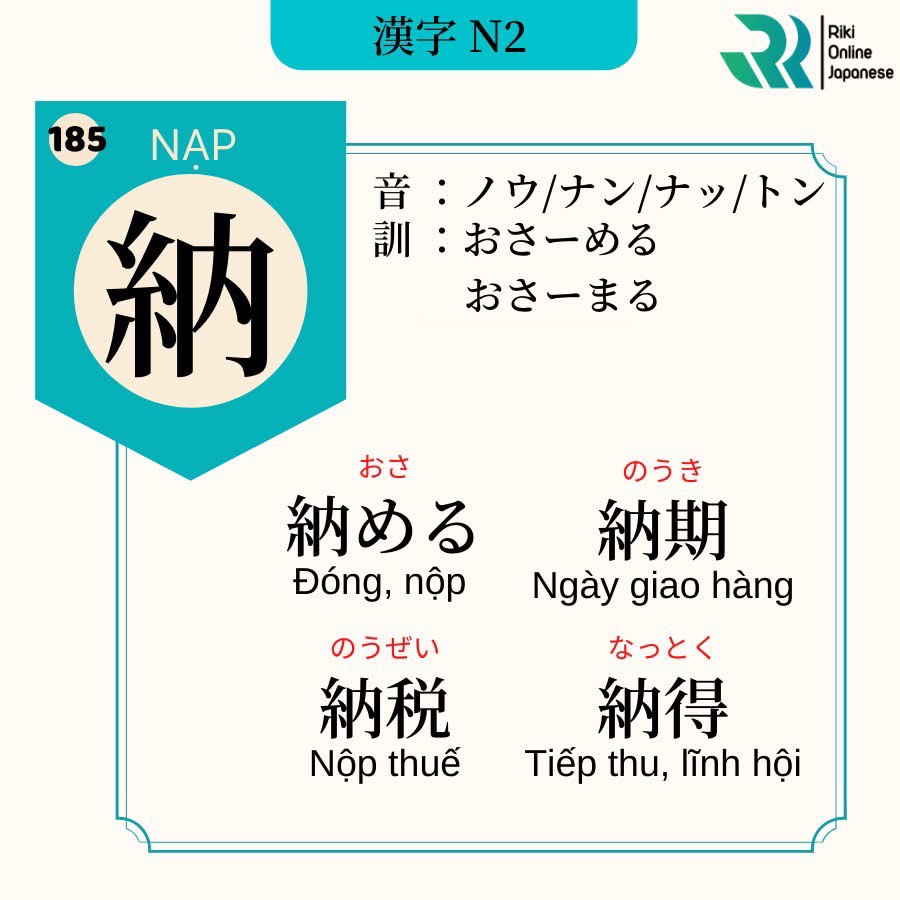 漢字 N2
Riki
Online
Japanese
185
NẠP
納
音 ：ノウ/ナン/ナッ/トン
訓 ：おさーめる
おさーまる
おさ
納める
Đóng, nộp
のうき
納期
Ngày giao hàng
のうぜい
納税
Nộp thuế
なっとく
納得
Tiếp thu, lĩnh hội